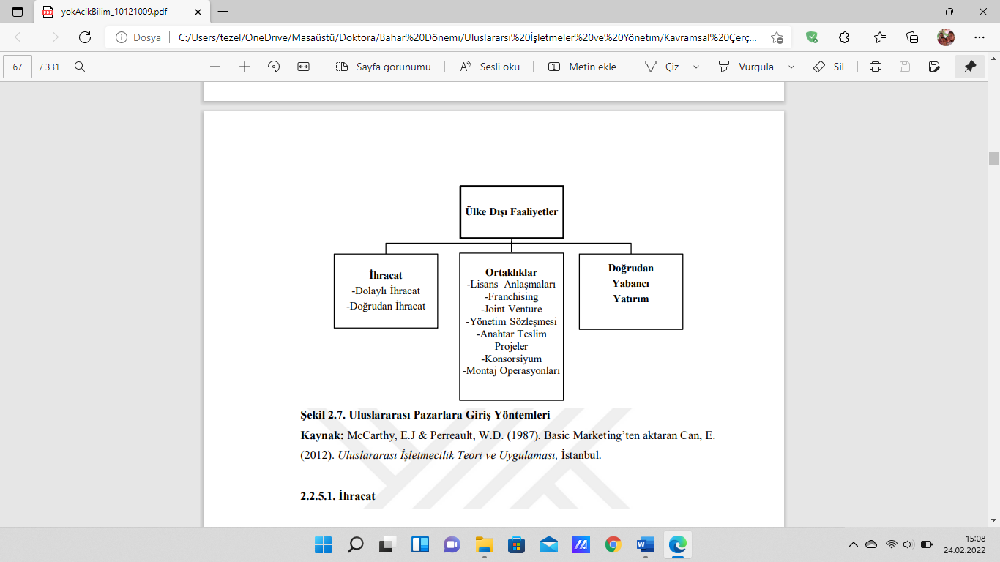 yokAcikBilim_10121009.pdf
Dosya
C:/Users/tezel/OneDrive/Masaüstü/Doktora/Bahar%20Dönemi/Uluslararsı%20İşletmeler%20ve%20Yönetim/Kavramsal%20Çerç...
67 / 331
Sayfa görünümü
Sesli oku
Metin ekle
Çiz
Vurgula
Sil
Ülke Dışı Faaliyetler
İhracat
-Dolaylı İhracat
-Doğrudan İhracat
Ortaklıklar
-Lisans Anlaşmaları
-Franchising
-Joint Venture
-Yönetim Sözleşmesi
-Anahtar Teslim
Projeler
-Konsorsiyum
-Montaj Operasyonları
Doğrudan
Yabancı
Yatırım
Şekil 2.7. Uluslararası Pazarlara Giriş Yöntemleri
Kaynak: McCarthy, E.J & Perreault, W.D. (1987). Basic Marketing’ten aktaran Can, E.
(2012). Uluslararası İşletmecilik Teori ve Uygulaması, İstanbul.
2.2.5.1. İhracat
15:08
24.02.2022